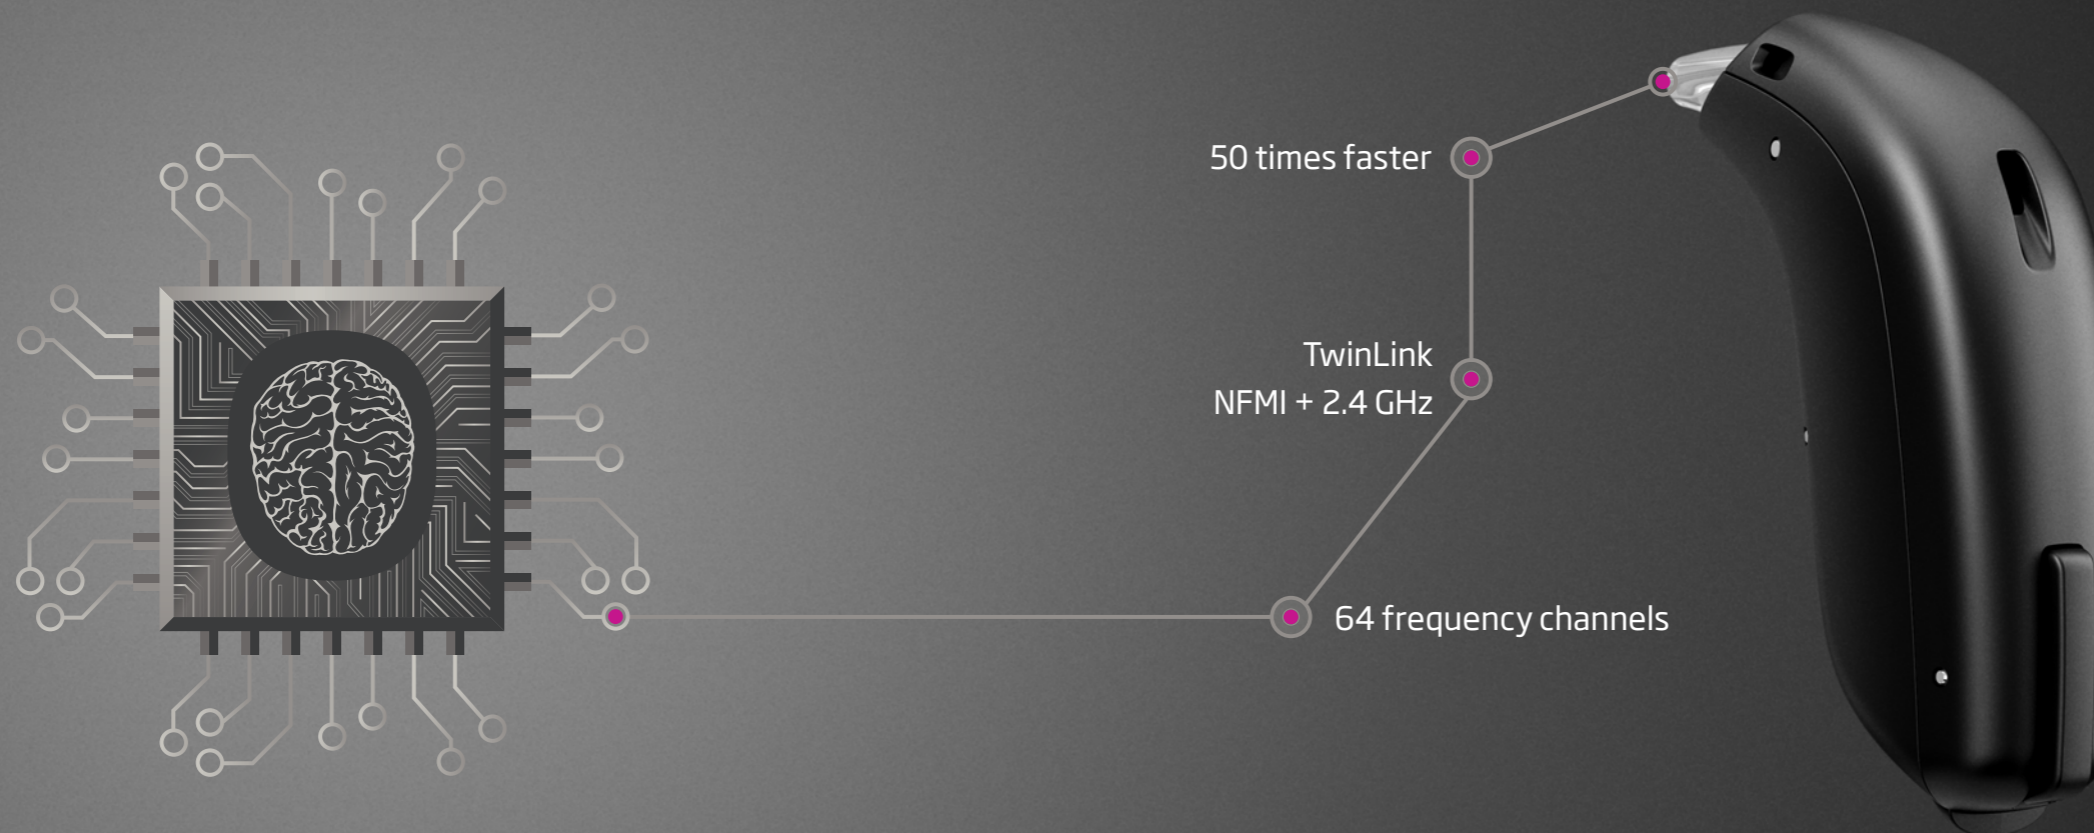 50 times faster
TwinLink
NFMI + 2.4 GHz
64 frequency channels